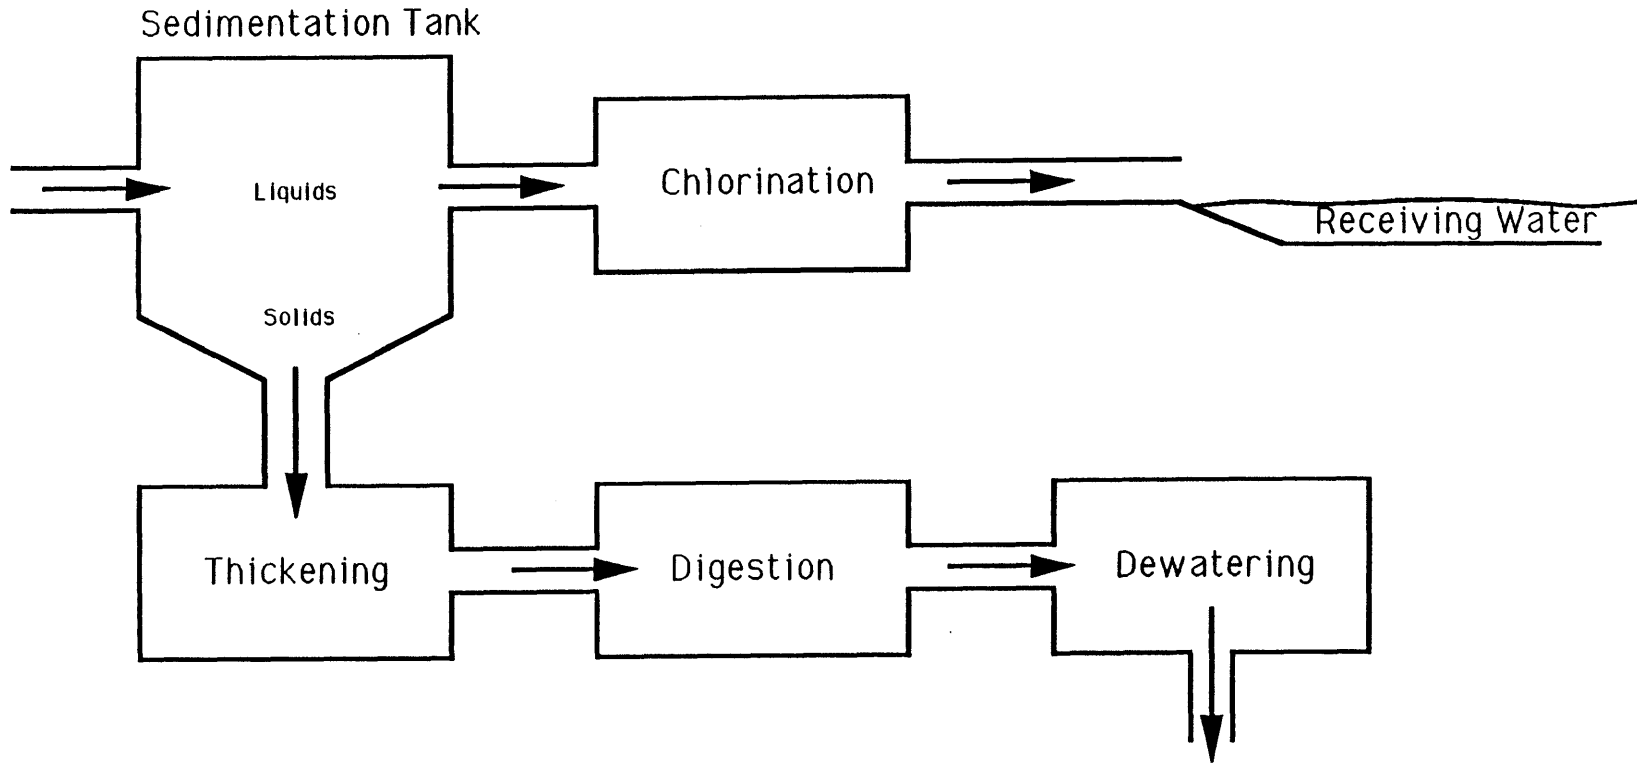 Sedimentation Tank
Liquids
Chlorination
Receiving Water
Solids
Thickening
Digestion
Dewatering